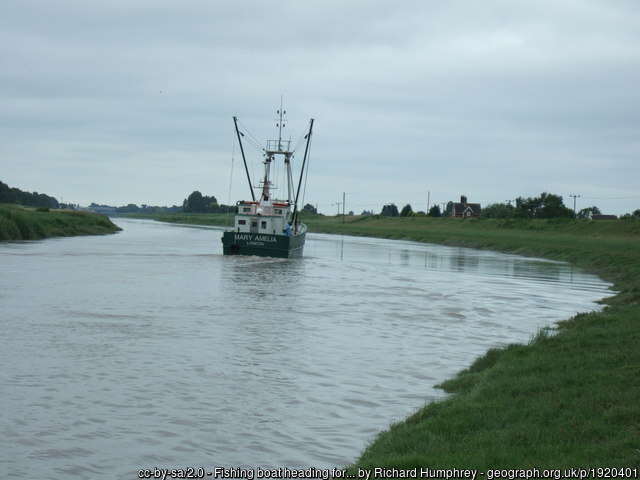 MARY AMELIA
LONDON
cc-by-sa/2.0 - Fishing boat heading for... by Richard Humphrey - geograph.org.uk/p/1920401